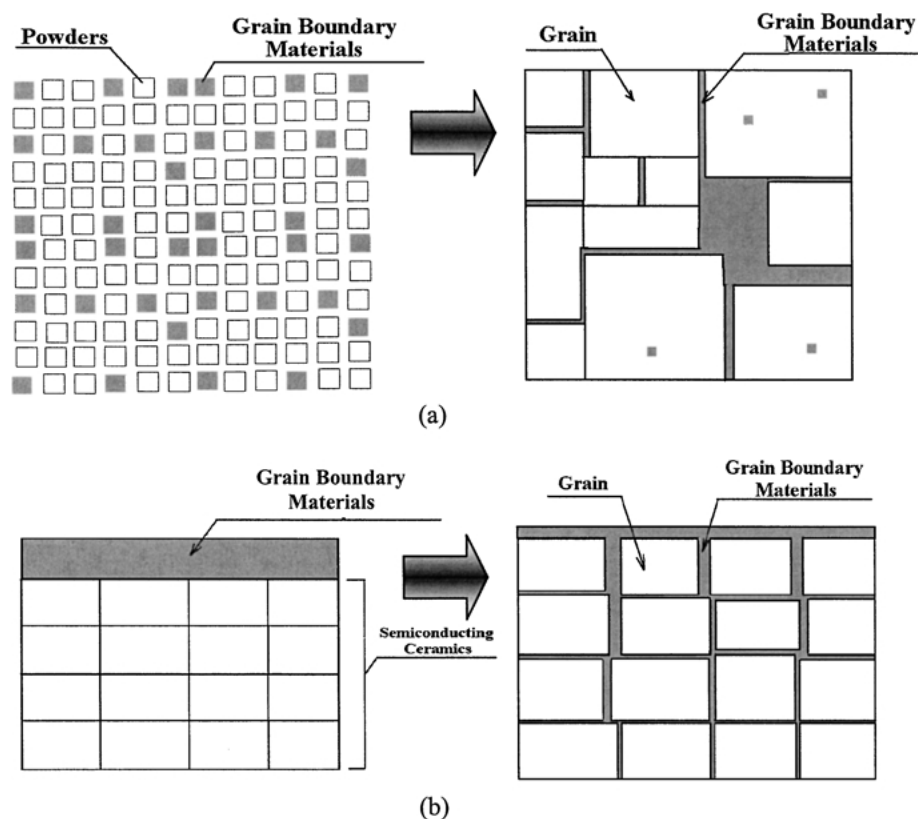 Powders
Grain Boundary
Materials
Grain
Grain Boundary
Materials
(a)
Grain Boundary
Materials
Semiconducting
Ceramics
Grain
Grain Boundary
Materials
(b)